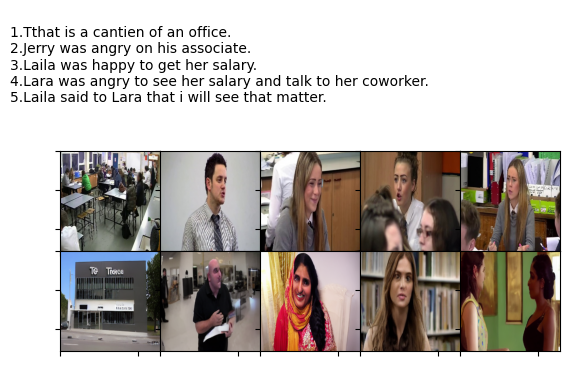 1.Tthat is a cantien of an office.
2.Jerry was angry on his associate.
3.Laila was happy to get her salary.
4.Lara was angry to see her salary and talk to her coworker.
5.Laila said to Lara that i will see that matter.